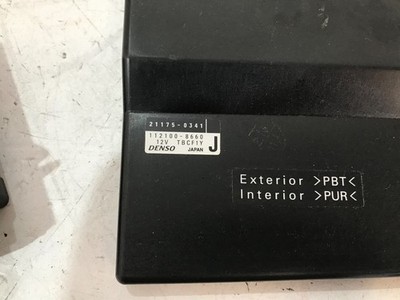 21175-0341
112100-8660
12V TBCF1Y
DENSO JAPAN J
Exterior >PBT<
Interior >PUR<